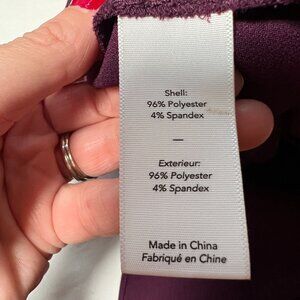 Shell:
96% Polyester
4% Spandex
—
Exterieur:
96% Polyester
4% Spandex
Made in China
Fabriqué en Chine